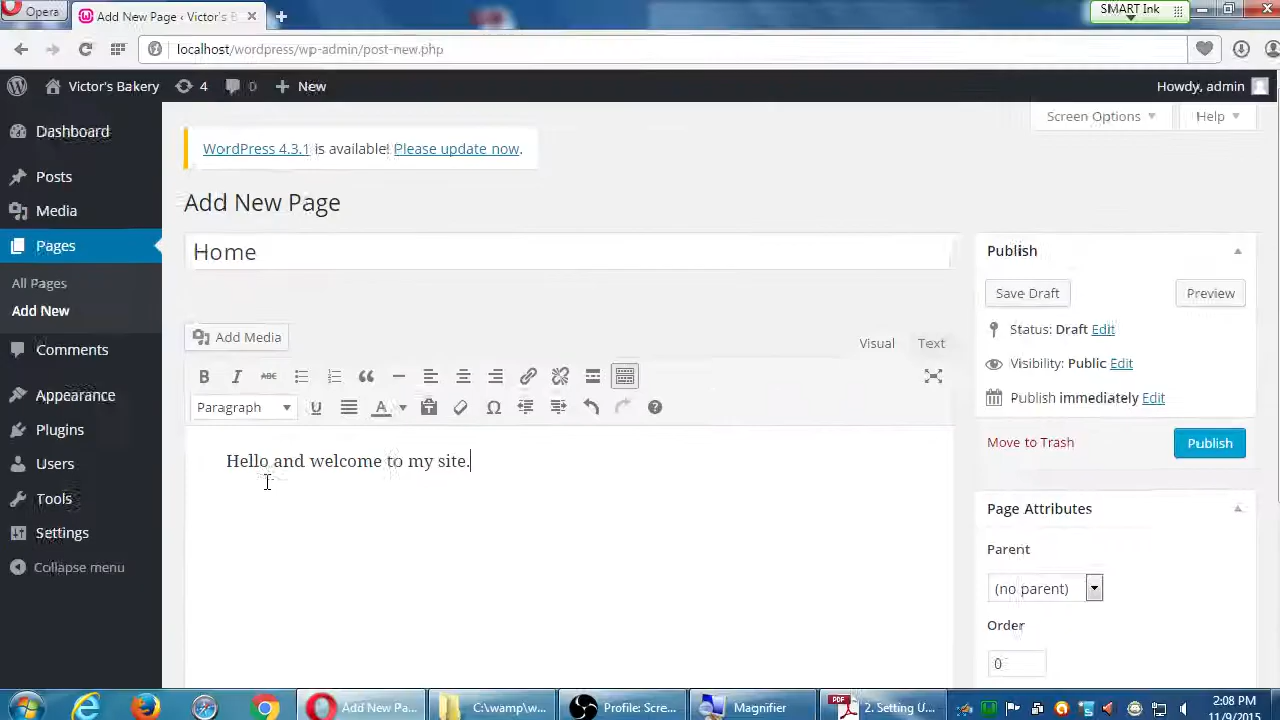 Opera
Add New Page ‹ Victor's B
SMART Ink
localhost/wordpress/wp-admin/post-new.php
Victor's Bakery 4 0 New
Howdy, admin
Screen Options Help
Dashboard
Posts
Media
Pages
All Pages
Add New
Comments
Appearance
Plugins
Users
Tools
Settings
Collapse menu
WordPress 4.3.1 is available! Please update now.
Add New Page
Home
Add Media
Visual Text
B I ABC
Paragraph U A Ω
Hello and welcome to my site.
Publish
Save Draft Preview
Status: Draft Edit
Visibility: Public Edit
Publish immediately Edit
Move to Trash Publish
Page Attributes
Parent
(no parent)
Order
0
Add New Pa...
C:\wamp\w...
Profile: Scre...
Magnifier
PDF
2. Setting U...
2:08 PM
11/9/2015